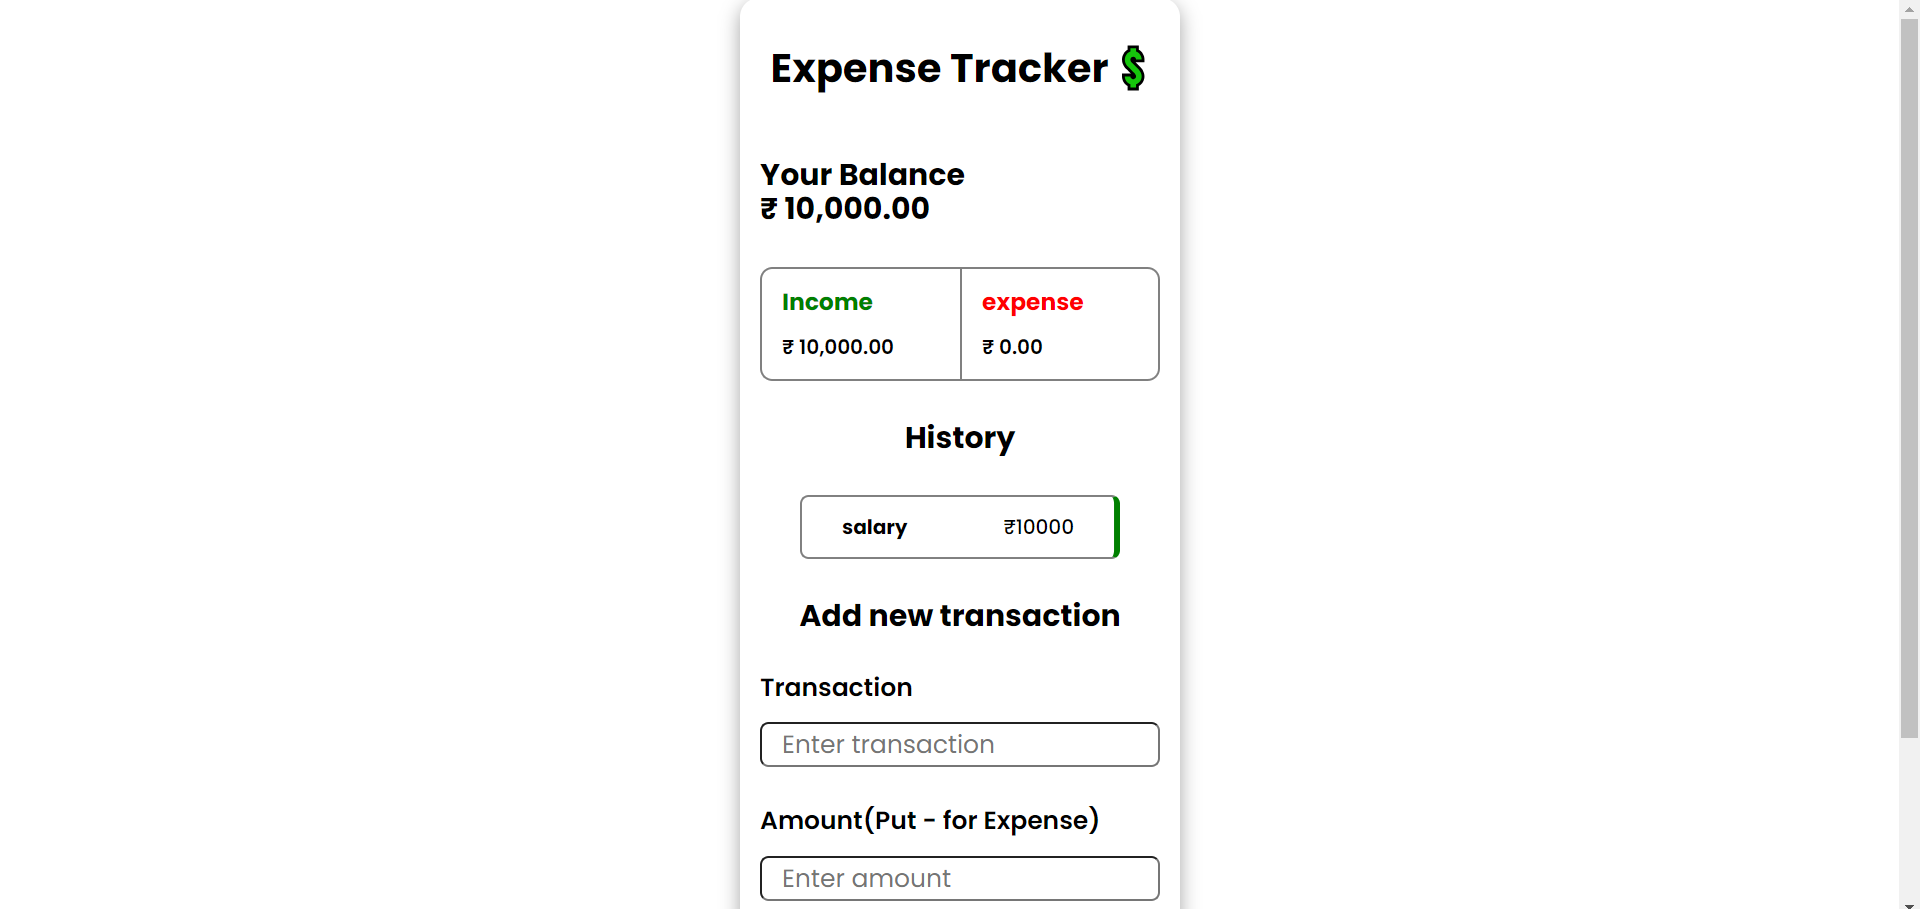 Expense Tracker 💲
Your Balance
₹ 10,000.00
Income expense
₹ 10,000.00 ₹ 0.00
History
salary ₹10000
Add new transaction
Transaction
Enter transaction
Amount(Put - for Expense)
Enter amount